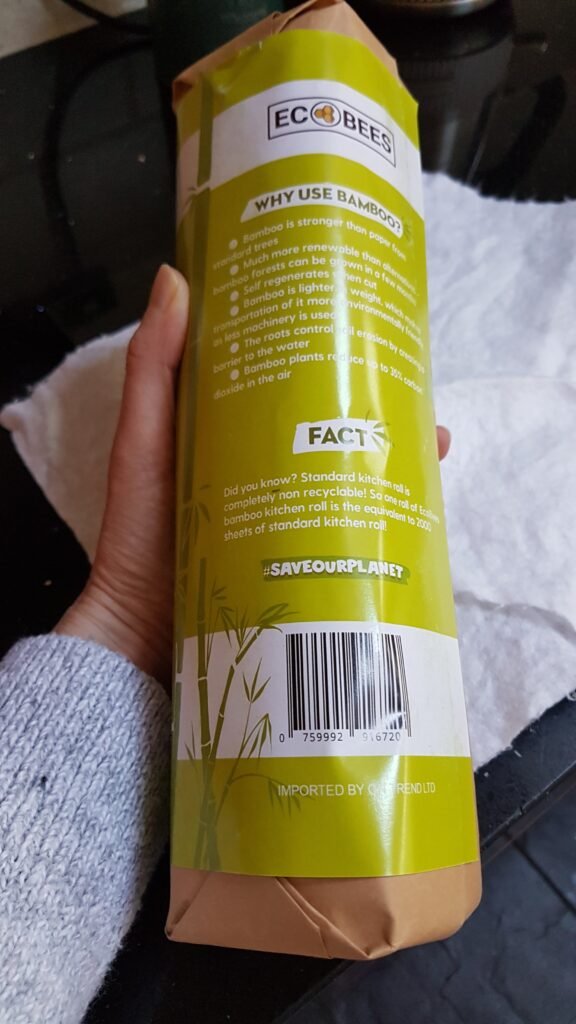 ECOBEES
WHY USE BAMBOO?
● Bamboo is stronger than paper from
standard trees
● Much more renewable than
bamboo forests can be grown in a few months
● Self regenerates when cut
● Bamboo is lighter weight, which
transportation of it more environmentally friendly
as less machinery is used
● The roots control soil erosion by creating a
barrier to the water
● Bamboo plants reduce up to 35% carbon
dioxide in the air
FACT
Did you know? Standard kitchen roll is
completely non recyclable! So one roll of EcoBees
bamboo kitchen roll is the equivalent to 2000
sheets of standard kitchen roll!
#SAVEOURPLANET
0 759992 916720
IMPORTED BY TREND LTD